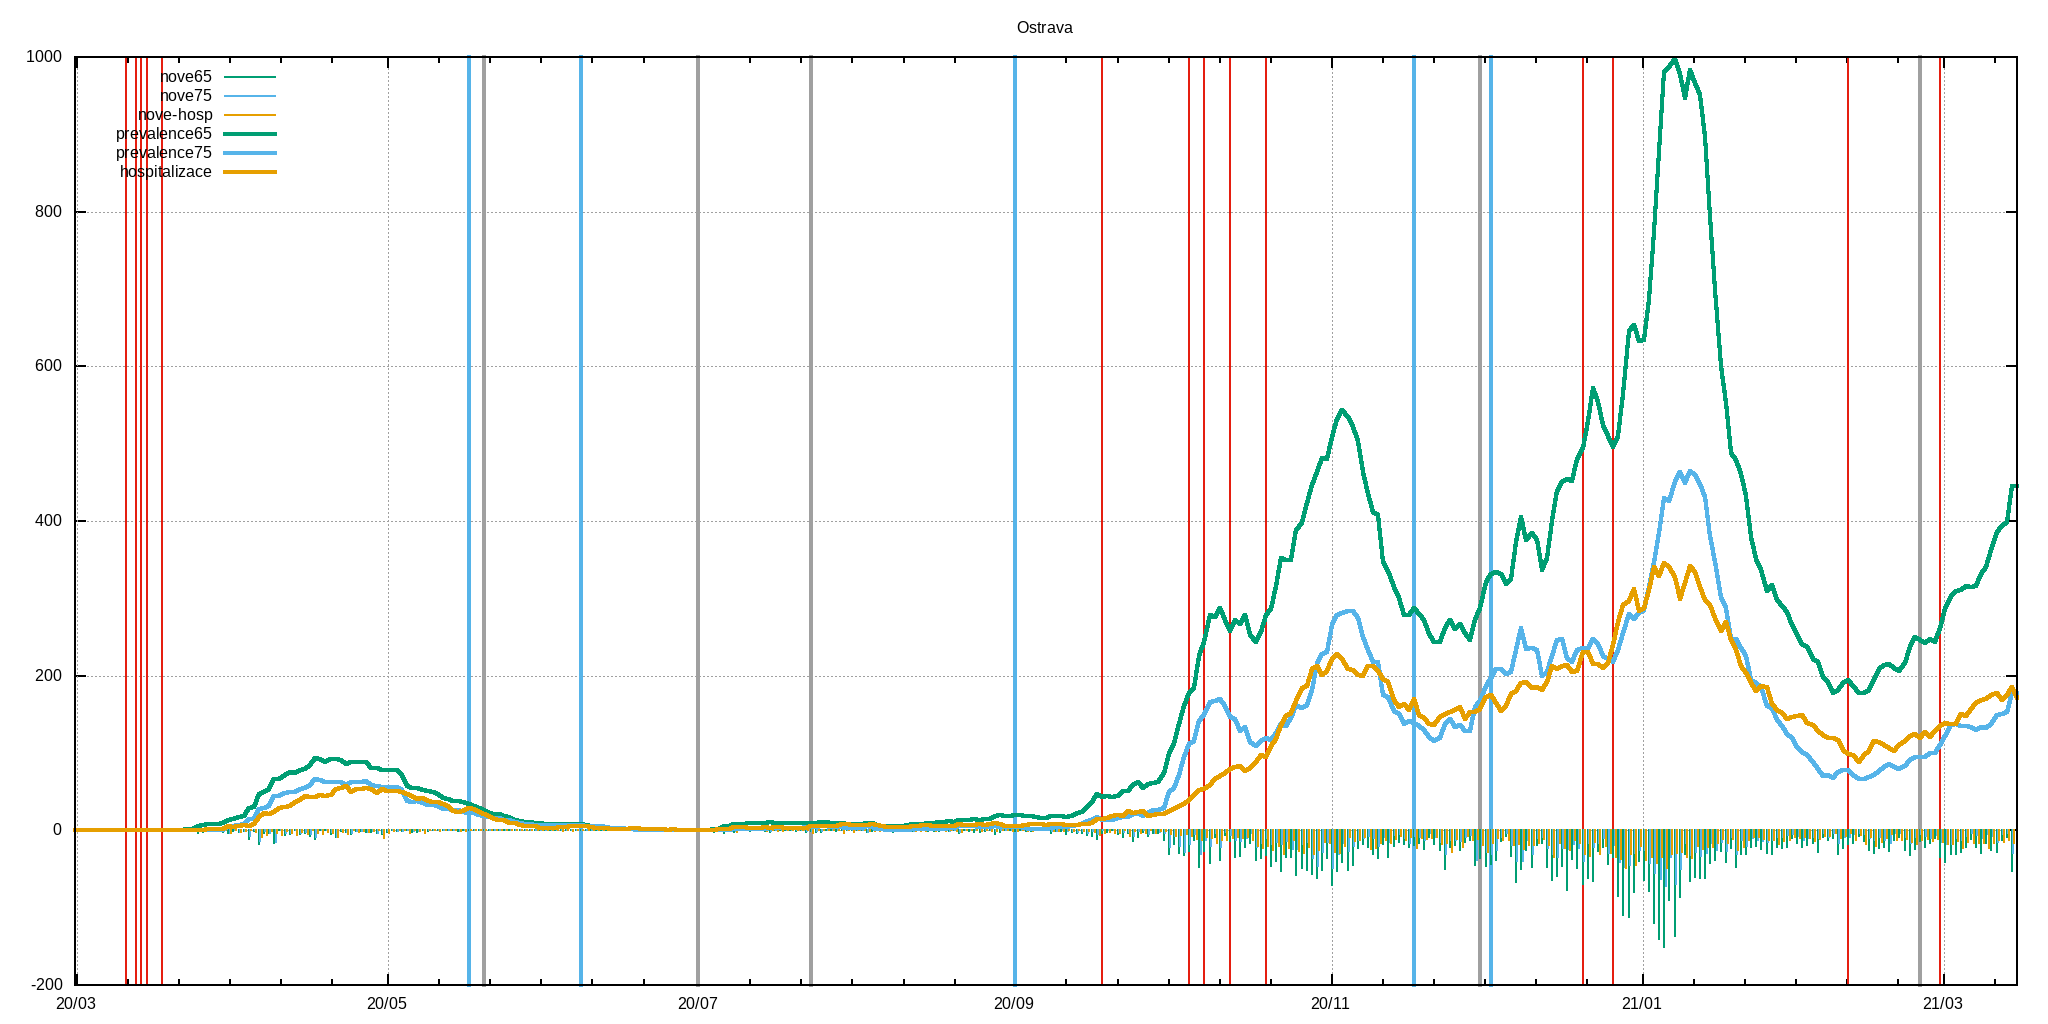 Ostrava
1000
nove65
nove75
nove-hosp
prevalence65
prevalence75
hospitalizace
800
600
400
200
0
-200
20/03 20/05 20/07 20/09 20/11 21/01 21/03